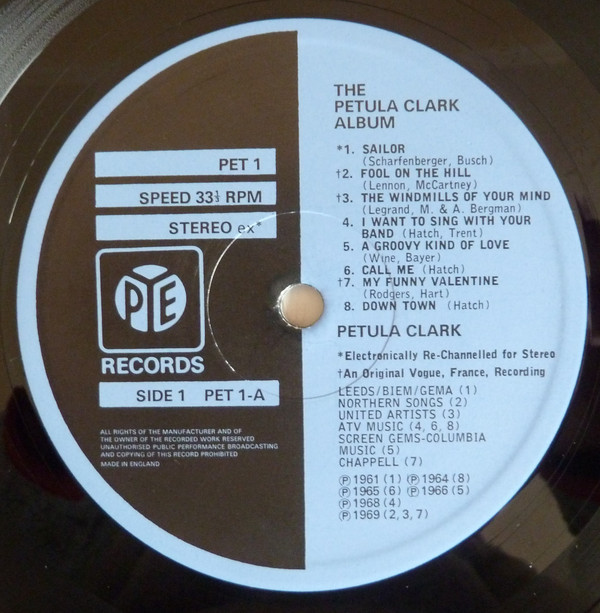 PET 1
SPEED 33⅓ RPM
STEREO ex*
PYE
RECORDS
SIDE 1 PET 1-A
ALL RIGHTS OF THE MANUFACTURER AND OF
THE OWNER OF THE RECORDED WORK RESERVED
UNAUTHORISED PUBLIC PERFORMANCE BROADCASTING
AND COPYING OF THIS RECORD PROHIBITED
MADE IN ENGLAND
THE
PETULA CLARK
ALBUM
*1. SAILOR
(Scharfenberger, Busch)
†2. FOOL ON THE HILL
(Lennon, McCartney)
†3. THE WINDMILLS OF YOUR MIND
(Legrand, M. & A. Bergman)
4. I WANT TO SING WITH YOUR
BAND (Hatch, Trent)
5. A GROOVY KIND OF LOVE
(Wine, Bayer)
6. CALL ME (Hatch)
†7. MY FUNNY VALENTINE
(Rodgers, Hart)
8. DOWN TOWN (Hatch)
PETULA CLARK
*Electronically Re-Channelled for Stereo
†An Original Vogue, France, Recording
LEEDS/BIEM/GEMA (1)
NORTHERN SONGS (2)
UNITED ARTISTS (3)
ATV MUSIC (4, 6, 8)
SCREEN GEMS-COLUMBIA
MUSIC (5)
CHAPPELL (7)
℗1961 (1) ℗1964 (8)
℗1965 (6) ℗1966 (5)
℗1968 (4)
℗1969 (2, 3, 7)